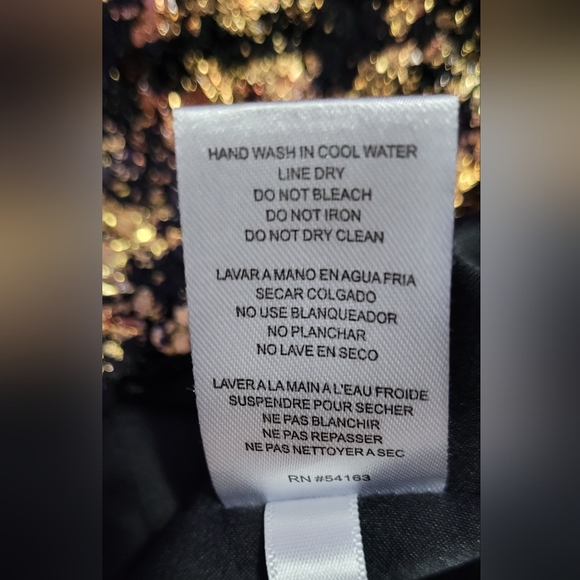 HAND WASH IN COOL WATER
LINE DRY
DO NOT BLEACH
DO NOT IRON
DO NOT DRY CLEAN
LAVAR A MANO EN AGUA FRIA
SECAR COLGADO
NO USE BLANQUEADOR
NO PLANCHAR
NO LAVE EN SECO
LAVER A LA MAIN A L'EAU FROIDE
SUSPENDRE POUR SECHER
NE PAS BLANCHIR
NE PAS REPASSER
NE PAS NETTOYER A SEC
RN #54163